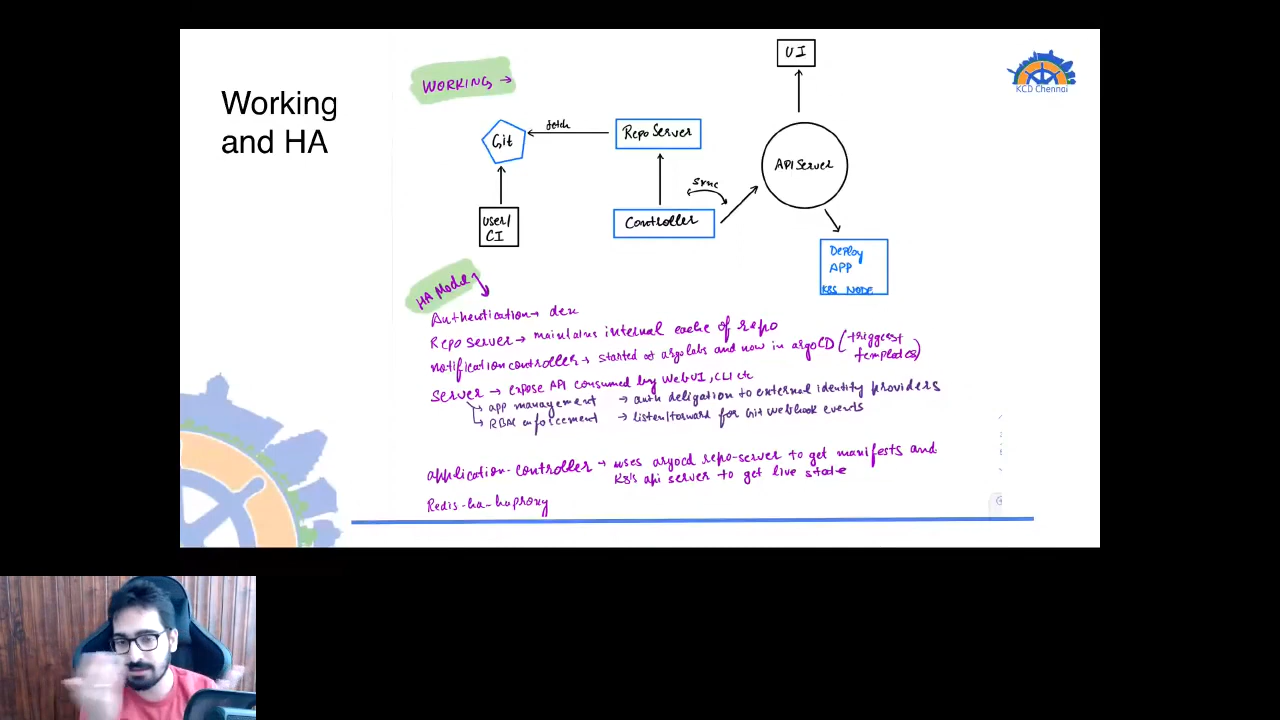 Working
and HA
WORKING →
UI
KCD Chennai
Git
fetch
Repo Server
API Server
sync
user/
CI
Controller
Deploy
APP
K8S NODE
HA Mode
Authentication → dex
Repo Server → maintains internal cache of repo
notification controller → started at argolabs and now in argoCD (triggers +
templates)
Server → expose API consumed by WebUI, CLI etc
→ app management → auth deligation to external identity providers
→ RBAC enforcement → listen/forward for Git webhook events
application-controller → uses argocd repo-server to get manifests and
K8's api server to get live state
Redis-ha-haproxy